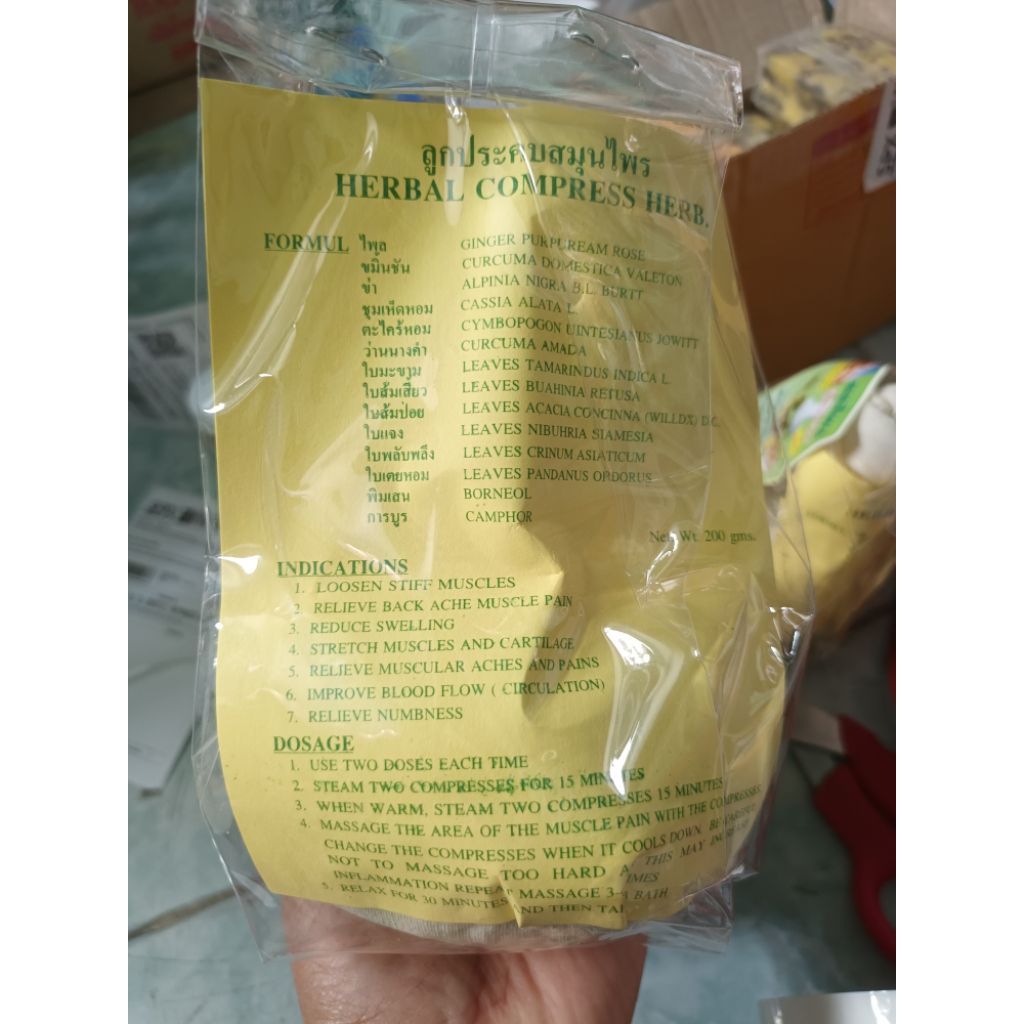 ลูกประคบสมุนไพร
HERBAL COMPRESS HERB.
FORMUL ไพล GINGER PURPUREAM ROSE
ขมิ้นชัน CURCUMA DOMESTICA VALETON
ข่า ALPINIA NIGRA B.L. BURTT
ชุมเห็ดหอม CASSIA ALATA L.
ตะไคร้หอม CYMBOPOGON UINTESIANUS JOWITT
ว่านนางคำ CURCUMA AMADA
ใบมะขาม LEAVES TAMARINDUS INDICA L.
ใบส้มเสี้ยว LEAVES BUAHINIA RETUSA
ใบส้มป่อย LEAVES ACACIA CONCINNA (WILLDX) D.C.
ใบแจง LEAVES NIBUHRIA SIAMESIA
ใบพลับพลึง LEAVES CRINUM ASIATICUM
ใบเตยหอม LEAVES PANDANUS ODDORUS
พิมเสน BORNEOL
การบูร CAMPHOR
Net Wt. 200 gms.
INDICATIONS
1. LOOSEN STIFF MUSCLES
2. RELIEVE BACK ACHE MUSCLE PAIN
3. REDUCE SWELLING
4. STRETCH MUSCLES AND CARTILAGE
5. RELIEVE MUSCULAR ACHES AND PAINS
6. IMPROVE BLOOD FLOW ( CIRCULATION)
7. RELIEVE NUMBNESS
DOSAGE
1. USE TWO DOSES EACH TIME
2. STEAM TWO COMPRESSES FOR 15 MINUTES
3. WHEN WARM, STEAM TWO COMPRESSES 15 MINUTES
4. MASSAGE THE AREA OF THE MUSCLE PAIN WITH THE COMPRESSES
CHANGE THE COMPRESSES WHEN IT COOLS DOWN. BE CAREFUL
NOT TO MASSAGE TOO HARD THIS MAY INCREASE
INFLAMMATION REPEAT MASSAGE 3-4 TIMES
5. RELAX FOR 30 MINUTES AND THEN A BATH